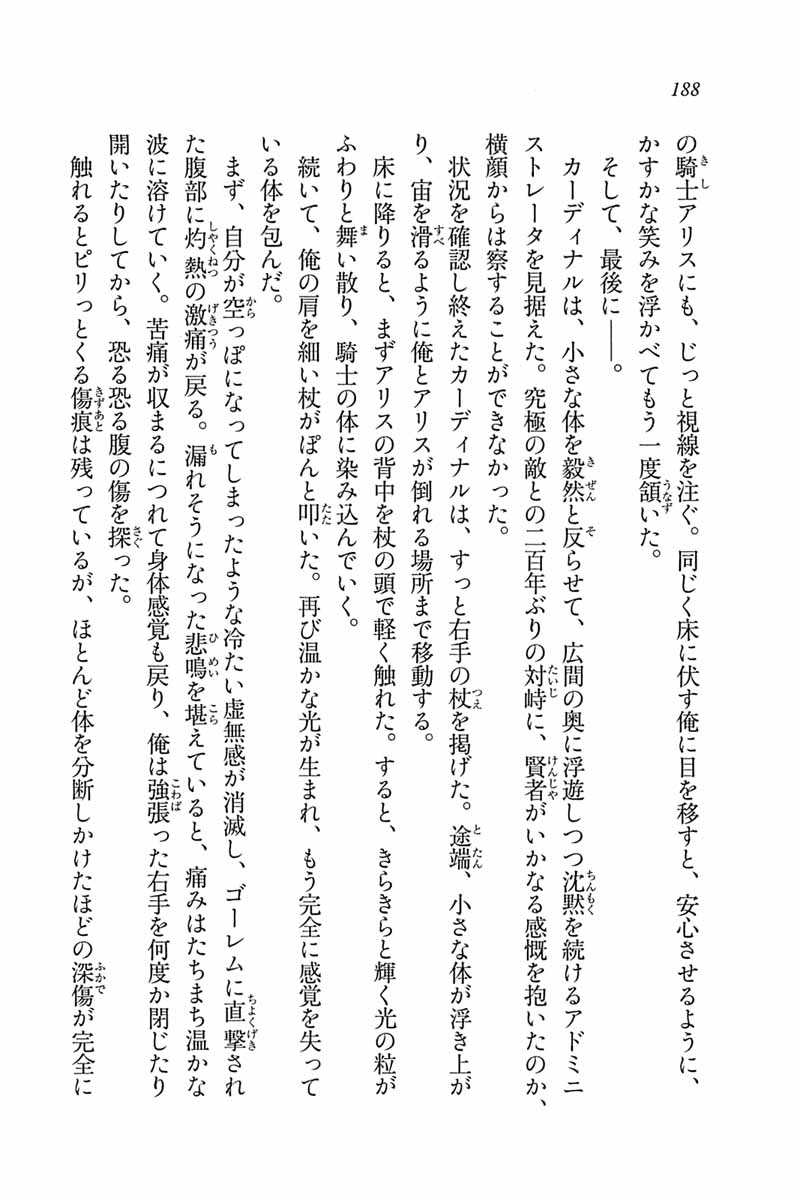 188
の騎士アリスにも、じっと視線を注ぐ。同じく床に伏す俺に目を移すと、安心させるように、
かすかな笑みを浮かべてもう一度頷いた。
そして、最後に――。
カーディナルは、小さな体を毅然と反らせて、広間の奥に浮遊しつつ沈黙を続けるアドミニ
ストレータを見据えた。究極の敵との二百年ぶりの対峙に、賢者がいかなる感慨を抱いたのか、
横顔からは察することができなかった。
状況を確認し終えたカーディナルは、すっと右手の杖を掲げた。途端、小さな体が浮き上が
り、宙を滑るように俺とアリスが倒れる場所まで移動する。
床に降りると、まずアリスの背中を杖の頭で軽く触れた。すると、きらきらと輝く光の粒が
ふわりと舞い散り、騎士の体に染み込んでいく。
続いて、俺の肩を細い杖がぽんと叩いた。再び温かな光が生まれ、もう完全に感覚を失って
いる体を包んだ。
まず、自分が空っぽになってしまったような冷たい虚無感が消滅し、ゴーレムに直撃され
た腹部に灼熱の激痛が戻る。漏れそうになった悲鳴を堪えていると、痛みはたちまち温かな
波に溶けていく。苦痛が収まるにつれて身体感覚も戻り、俺は強張った右手を何度か閉じたり
開いたりしてから、恐る恐る腹の傷を探った。
触れるとピリっとくる傷痕は残っているが、ほとんど体を分断しかけたほどの深傷が完全に